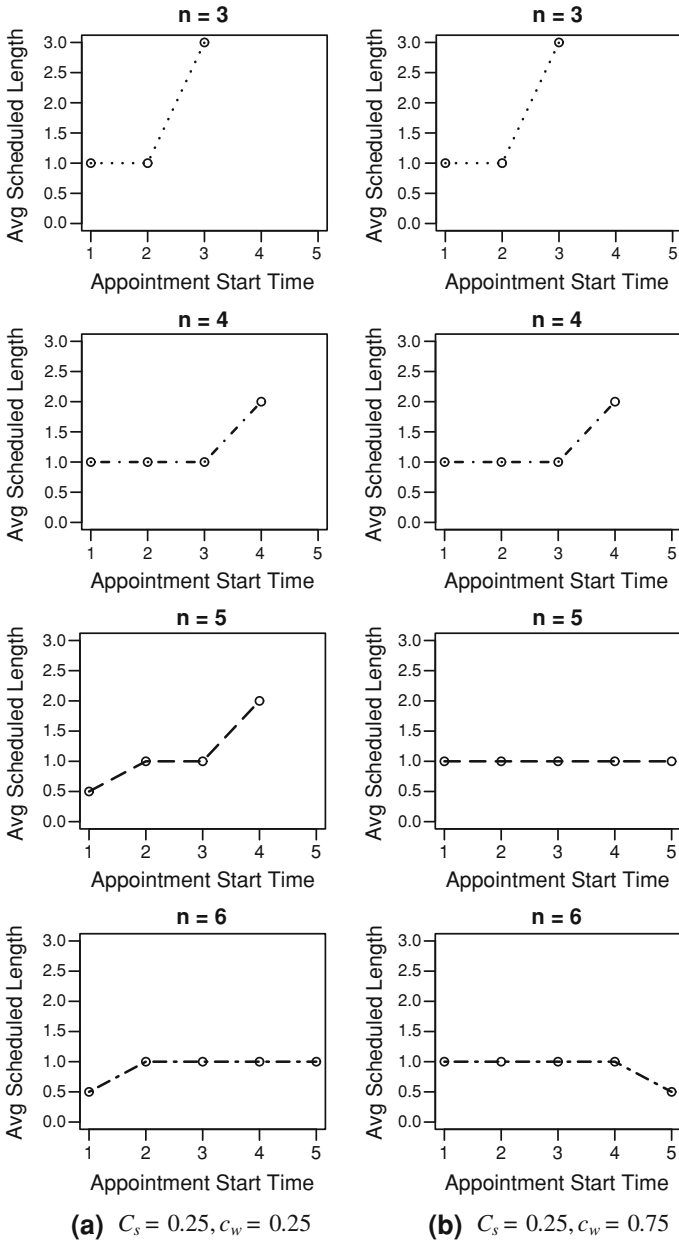 n = 3
Avg Scheduled Length
3.0
2.5
2.0
1.5
1.0
0.5
0.0
1 2 3 4 5
Appointment Start Time
n = 3
Avg Scheduled Length
3.0
2.5
2.0
1.5
1.0
0.5
0.0
1 2 3 4 5
Appointment Start Time
n = 4
Avg Scheduled Length
3.0
2.5
2.0
1.5
1.0
0.5
0.0
1 2 3 4 5
Appointment Start Time
n = 4
Avg Scheduled Length
3.0
2.5
2.0
1.5
1.0
0.5
0.0
1 2 3 4 5
Appointment Start Time
n = 5
Avg Scheduled Length
3.0
2.5
2.0
1.5
1.0
0.5
0.0
1 2 3 4 5
Appointment Start Time
n = 5
Avg Scheduled Length
3.0
2.5
2.0
1.5
1.0
0.5
0.0
1 2 3 4 5
Appointment Start Time
n = 6
Avg Scheduled Length
3.0
2.5
2.0
1.5
1.0
0.5
0.0
1 2 3 4 5
Appointment Start Time
n = 6
Avg Scheduled Length
3.0
2.5
2.0
1.5
1.0
0.5
0.0
1 2 3 4 5
Appointment Start Time
(a) C_s = 0.25, c_w = 0.25
(b) C_s = 0.25, c_w = 0.75